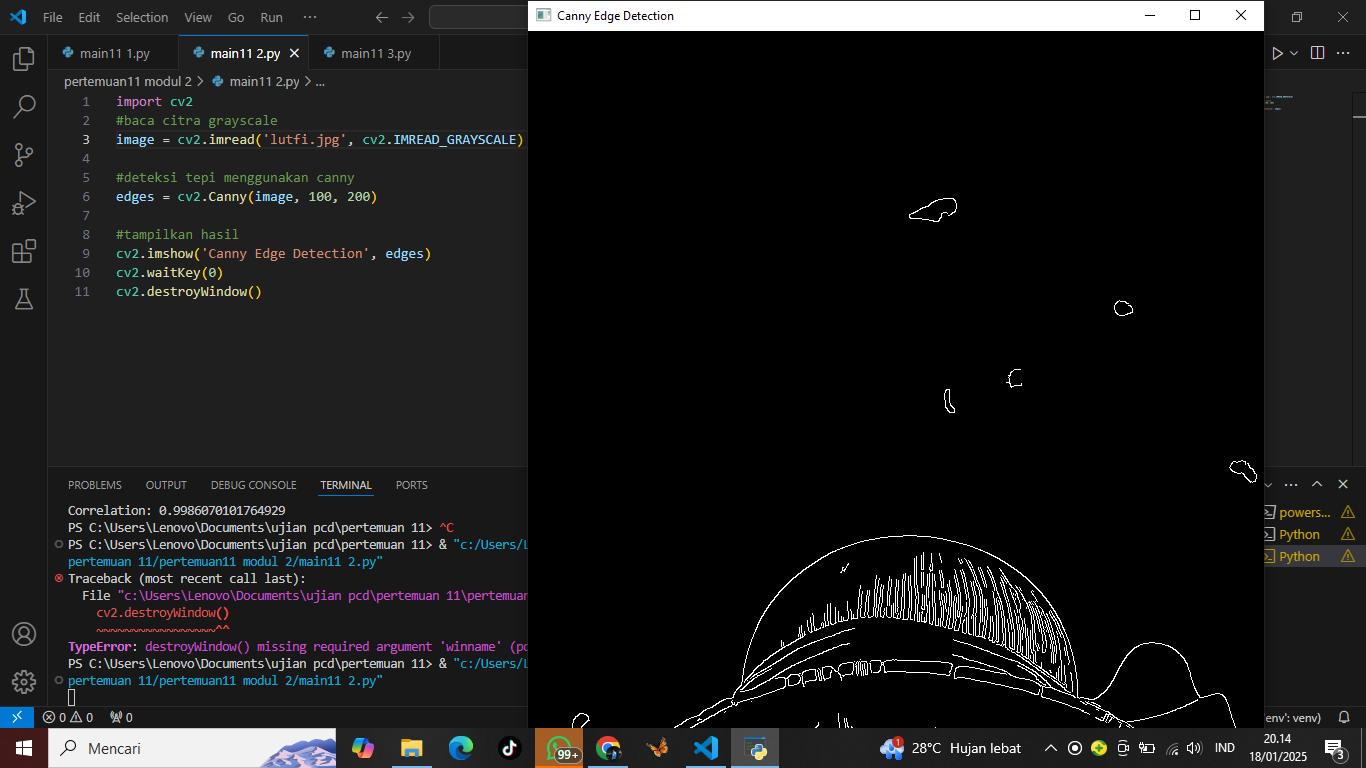 File Edit Selection View Go Run ···
Canny Edge Detection
main11 1.py main11 2.py main11 3.py
pertemuan11 modul 2 > main11 2.py > ...
1 import cv2
2 #baca citra grayscale
3 image = cv2.imread('lutfi.jpg', cv2.IMREAD_GRAYSCALE)
4
5 #deteksi tepi menggunakan canny
6 edges = cv2.Canny(image, 100, 200)
7
8 #tampilkan hasil
9 cv2.imshow('Canny Edge Detection', edges)
10 cv2.waitKey(0)
11 cv2.destroyWindow()
PROBLEMS OUTPUT DEBUG CONSOLE TERMINAL PORTS
Correlation: 0.9986070101764929
PS C:\Users\Lenovo\Documents\ujian pcd\pertemuan 11> ^C
PS C:\Users\Lenovo\Documents\ujian pcd\pertemuan 11> & "c:/Users/L
pertemuan 11/pertemuan11 modul 2/main11 2.py"
Traceback (most recent call last):
File "c:\Users\Lenovo\Documents\ujian pcd\pertemuan 11\pertemuan
cv2.destroyWindow()
~~~~~~~~~~~~~~~~~^^
TypeError: destroyWindow() missing required argument 'winname' (po
PS C:\Users\Lenovo\Documents\ujian pcd\pertemuan 11> & "c:/Users/L
pertemuan 11/pertemuan11 modul 2/main11 2.py"
powers...
Python
Python
0 0 0
env': venv)
Mencari
99+
1
28°C Hujan lebat
IND
20.14
18/01/2025
3